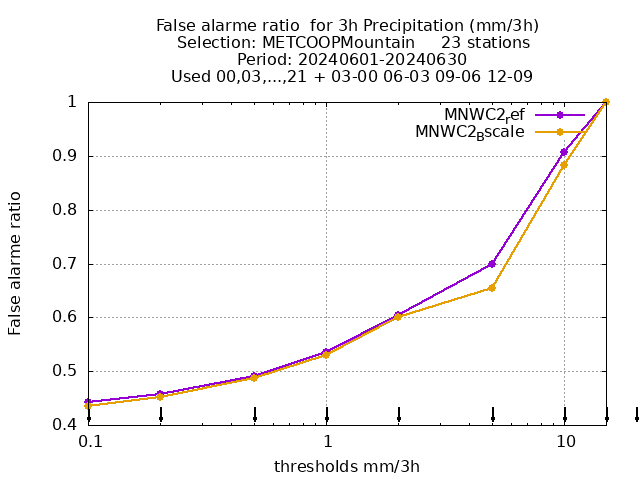 False alarme ratio  for 3h Precipitation (mm/3h)
Selection: METCOOPMountain     23 stations
Period: 20240601-20240630
Used 00,03,...,21 + 03-00 06-03 09-06 12-09
MNWC2ref
MNWC2Bscale
1
0.9
0.8
0.7
0.6
0.5
0.4
False alarme ratio
0.1 1 10
thresholds mm/3h